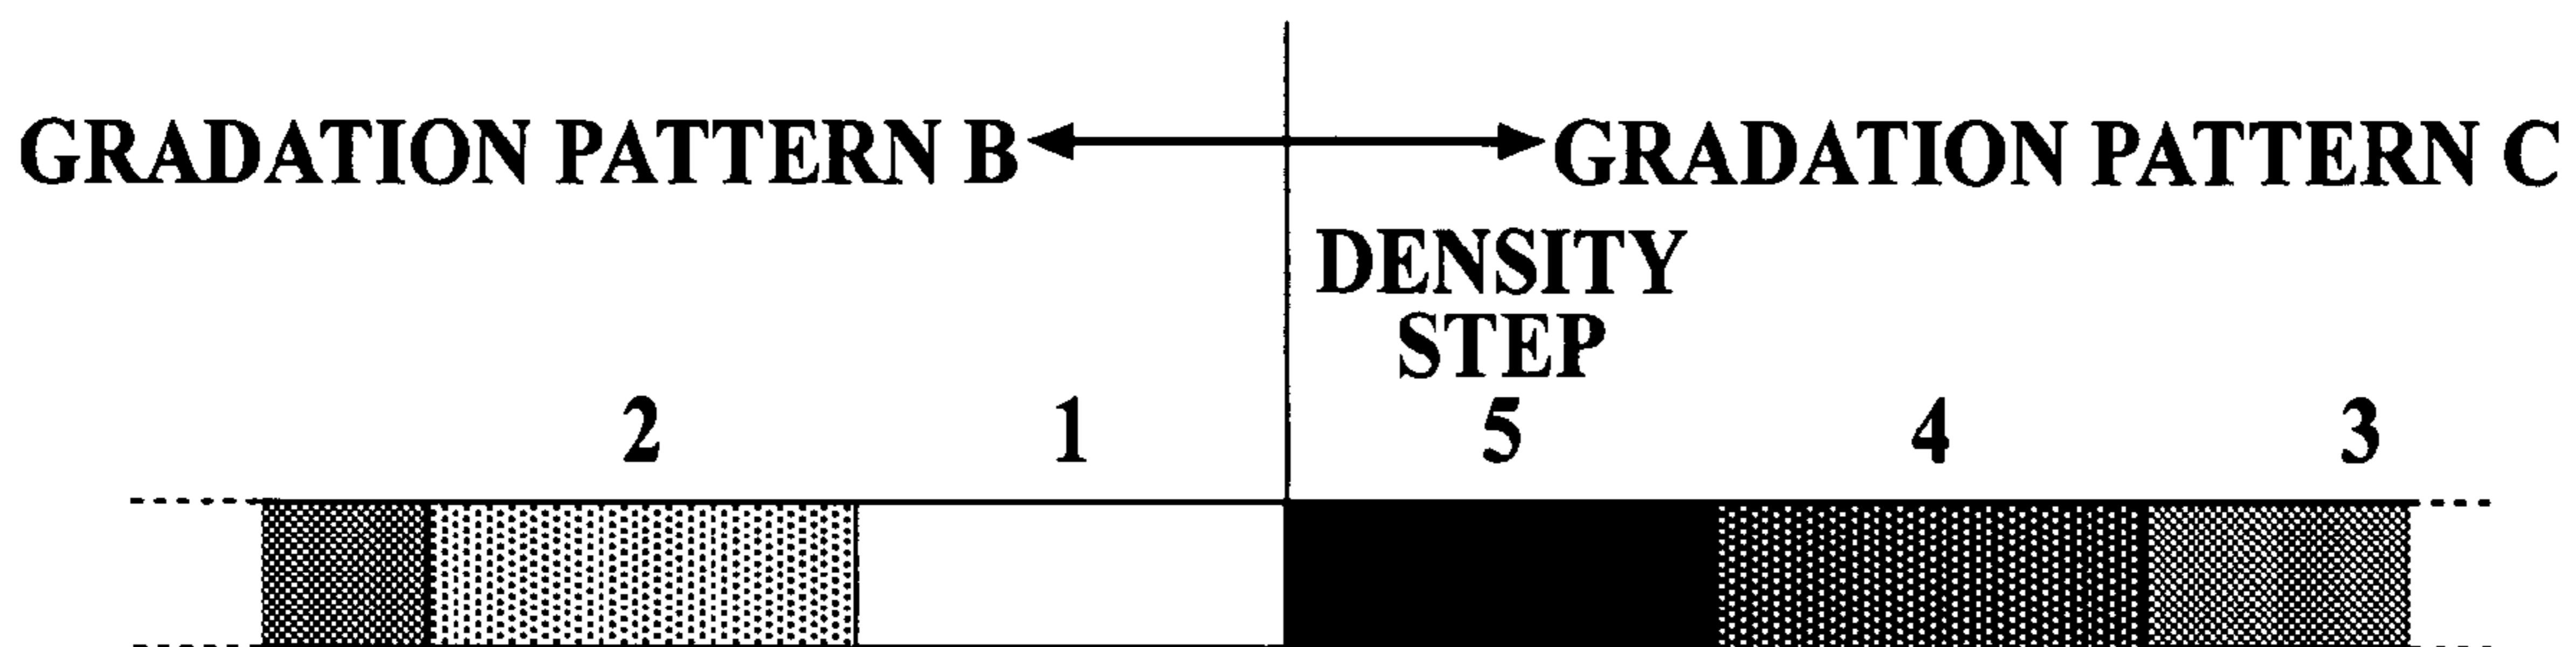 GRADATION PATTERN B GRADATION PATTERN C
DENSITY
STEP
2 1 5 4 3